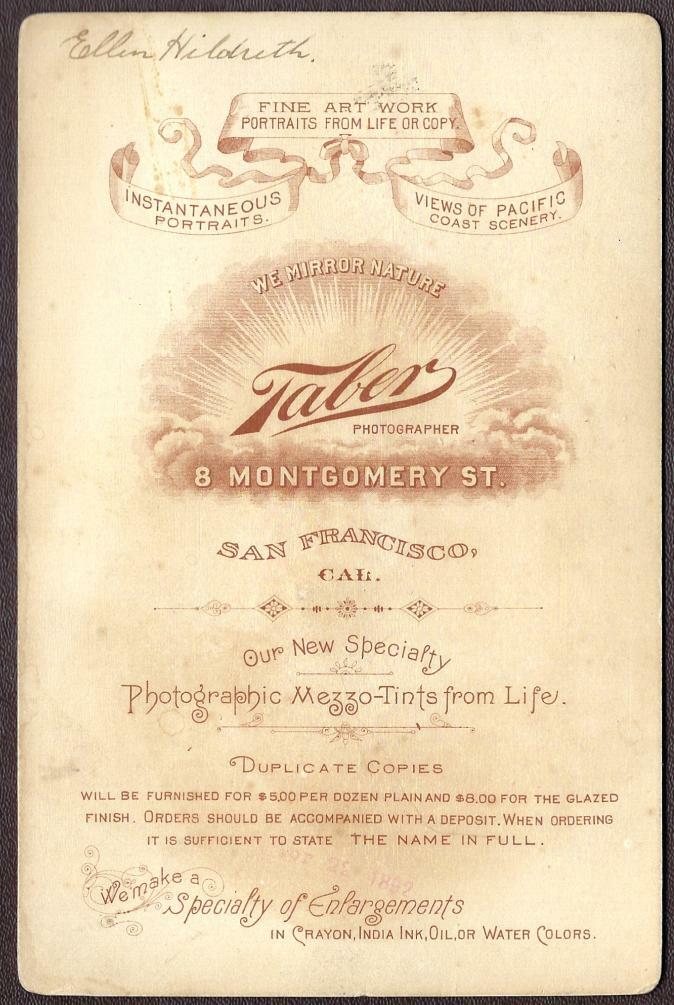 Ellen Hildreth.
FINE ART WORK
PORTRAITS FROM LIFE OR COPY.
INSTANTANEOUS
PORTRAITS.
VIEWS OF PACIFIC
COAST SCENERY.
WE MIRROR NATURE
Taber
PHOTOGRAPHER
8 MONTGOMERY ST.
SAN FRANCISCO,
CAL.
Our New Specialty
Photographic Mezzo-Tints from Life.
DUPLICATE COPIES
WILL BE FURNISHED FOR $5.00 PER DOZEN PLAIN AND $8.00 FOR THE GLAZED
FINISH. ORDERS SHOULD BE ACCOMPANIED WITH A DEPOSIT. WHEN ORDERING
IT IS SUFFICIENT TO STATE THE NAME IN FULL.
We make a
Specialty of Enlargements
IN CRAYON, INDIA INK, OIL, OR WATER COLORS.